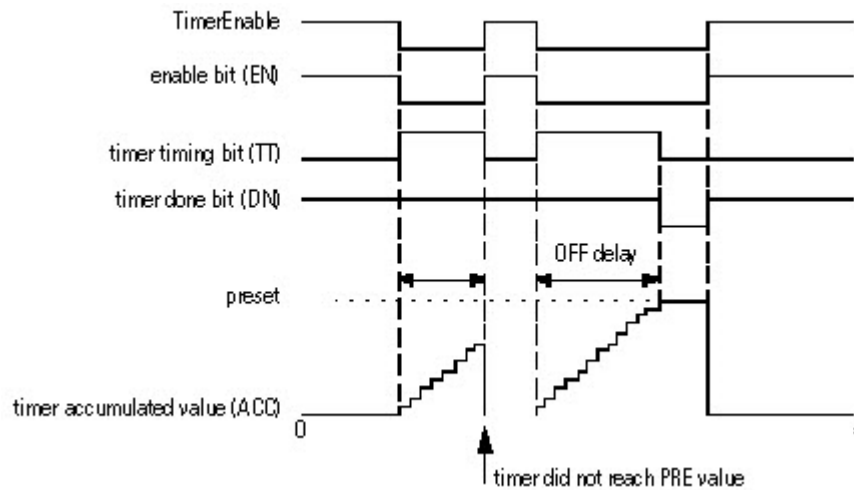 TimerEnable
enable bit (EN)
timer timing bit (TT)
timer done bit (DN)
OFF delay
preset
timer accumulated value (ACC)
0
timer did not reach PRE value